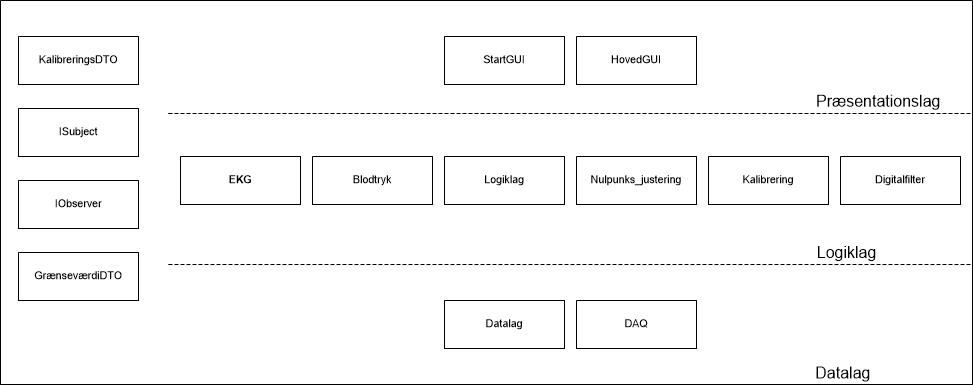 KalibreringsDTO
ISubject
IObserver
GrænseværdiDTO
StartGUI
HovedGUI
Præsentationslag
EKG
Blodtryk
Logiklag
Nulpunks_justering
Kalibrering
Digitalfilter
Logiklag
Datalag
DAQ
Datalag